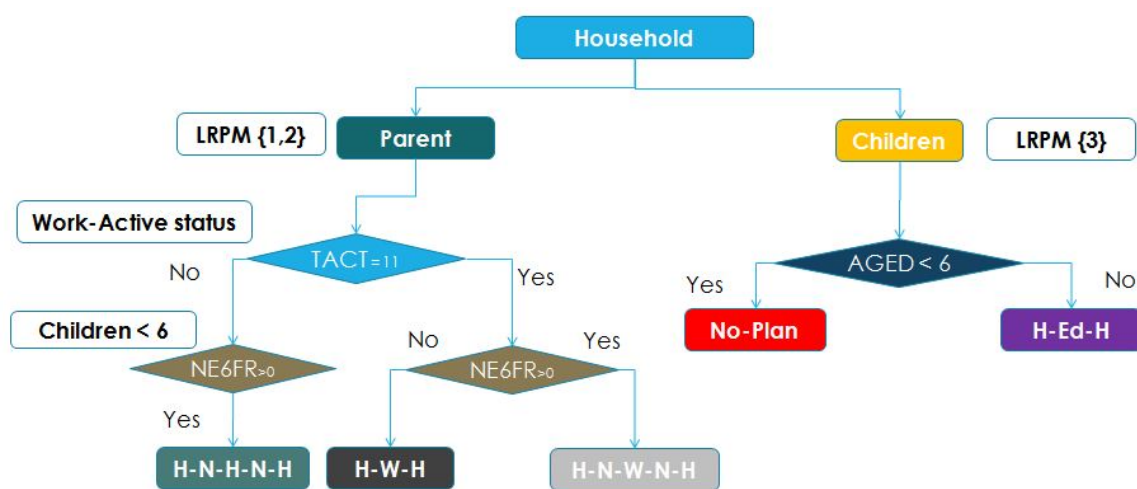 Household
LRPM {1,2}
Parent
Children
LRPM {3}
Work-Active status
TACT=11
AGED < 6
No
Yes
Yes
No
Children < 6
No
Yes
No-Plan
H-Ed-H
NE6FR>0
NE6FR>0
Yes
H-N-H-N-H
H-W-H
H-N-W-N-H